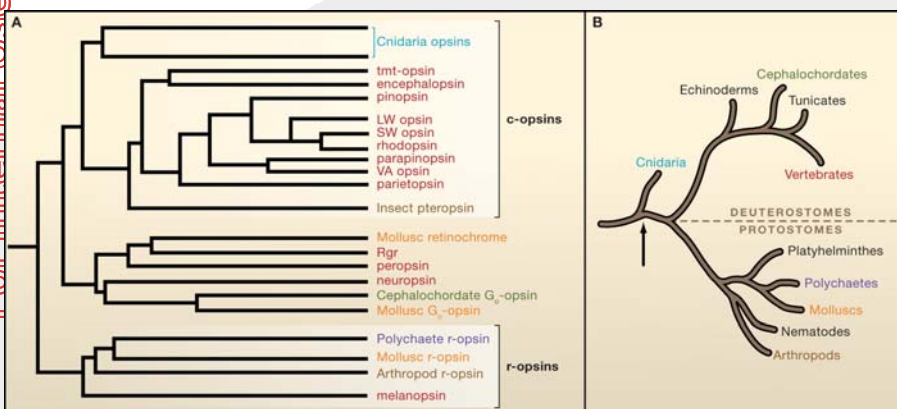 A
Cnidaria opsins
tmt-opsin
encephalopsin
pinopsin
LW opsin
SW opsin
rhodopsin
parapinopsin
VA opsin
parietopsin
Insect pteropsin
c-opsins
Mollusc retinochrome
Rgr
peropsin
neuropsin
Cephalochordate Go-opsin
Mollusc Go-opsin
Polychaete r-opsin
Mollusc r-opsin
Arthropod r-opsin
melanopsin
r-opsins
B
Cephalochordates
Echinoderms
Tunicates
Cnidaria
Vertebrates
DEUTEROSTOMES
PROTOSTOMES
Platyhelminthes
Polychaetes
Molluscs
Nematodes
Arthropods